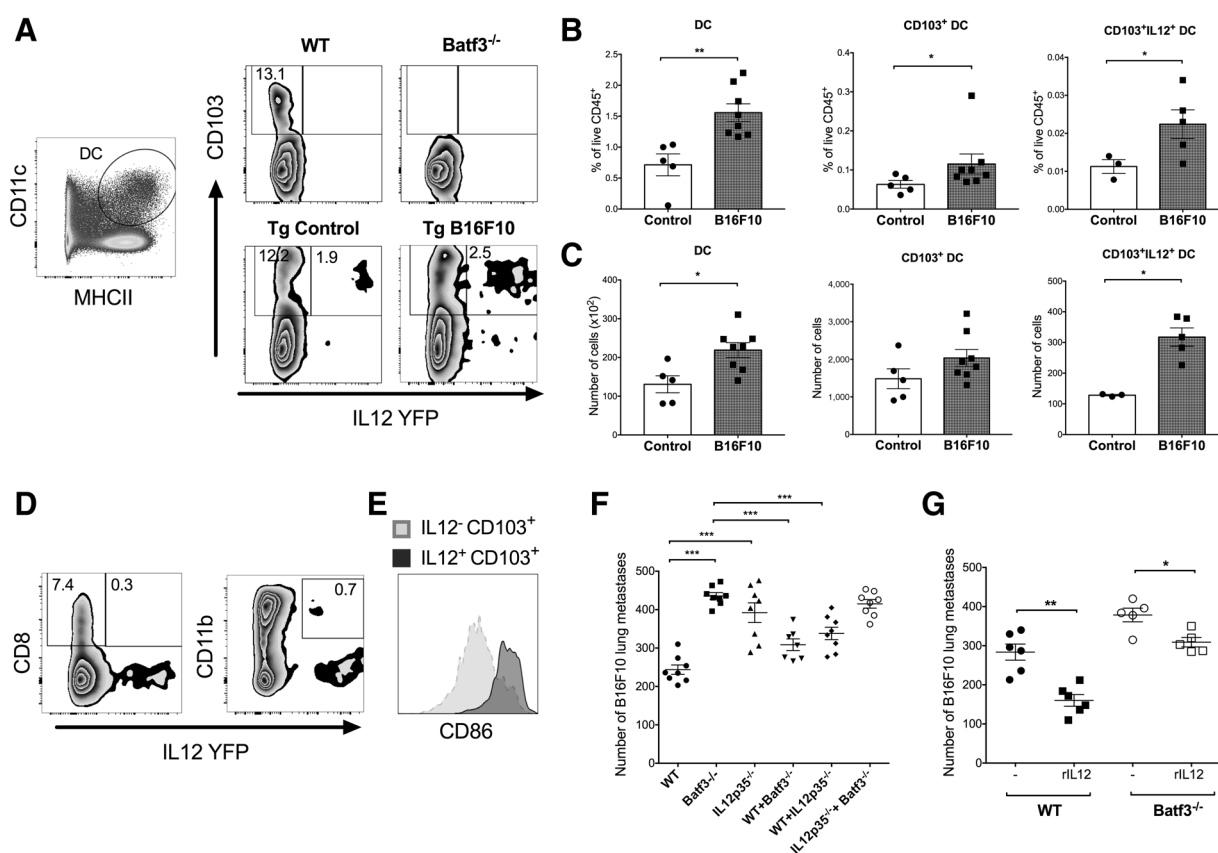 A
WT
Batf3-/-
13.1
CD103
DC
CD11c
MHCII
Tg Control
Tg B16F10
12.2
1.9
2.5
IL12 YFP
B
DC
CD103+ DC
CD103+IL12+ DC
% of live CD45+
2.5
2.0
1.5
1.0
0.5
0.0
**
Control
B16F10
% of live CD45+
0.4
0.3
0.2
0.1
0.0
*
Control
B16F10
% of live CD45+
0.04
0.03
0.02
0.01
0.00
*
Control
B16F10
C
DC
CD103+ DC
CD103+IL12+ DC
Number of cells (x102)
400
300
200
100
0
*
Control
B16F10
Number of cells
4,000
3,000
2,000
1,000
0
Control
B16F10
Number of cells
500
400
300
200
100
0
*
Control
B16F10
D
CD8
7.4
0.3
CD11b
0.7
IL12 YFP
E
IL12- CD103+
IL12+ CD103+
CD86
F
Number of B16F10 lung metastases
500
400
300
200
100
0
***
***
***
***
WT
Batf3-/-
IL12p35-/-
WT+Batf3-/-
WT+IL12p35-/-
IL12p35-/-+ Batf3-/-
G
Number of B16F10 lung metastases
500
400
300
200
100
0
**
*
-
rIL12
-
rIL12
WT
Batf3-/-